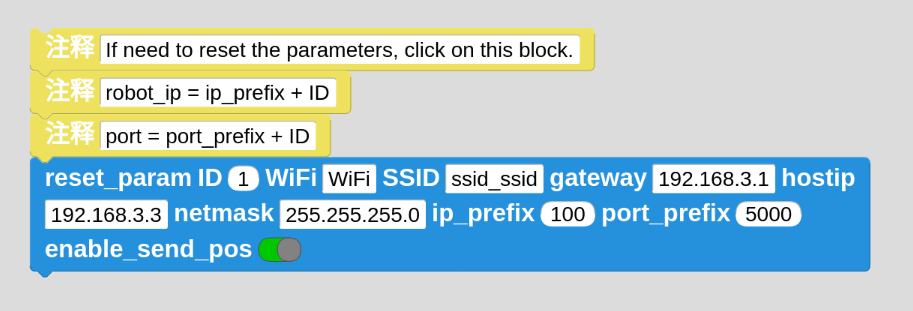 注释 If need to reset the parameters, click on this block.
注释 robot_ip = ip_prefix + ID
注释 port = port_prefix + ID
reset_param ID 1 WiFi WiFi SSID ssid_ssid gateway 192.168.3.1 hostip
192.168.3.3 netmask 255.255.255.0 ip_prefix 100 port_prefix 5000
enable_send_pos